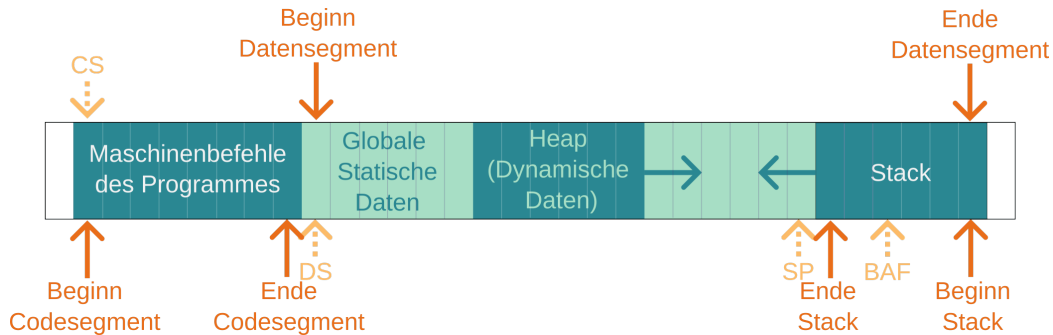 Beginn
Datensegment
Ende
Datensegment
CS
Maschinenbefehle
des Programmes
Globale
Statische
Daten
Heap
(Dynamische
Daten)
Stack
DS
SP
BAF
Beginn
Codesegment
Ende
Codesegment
Ende
Stack
Beginn
Stack